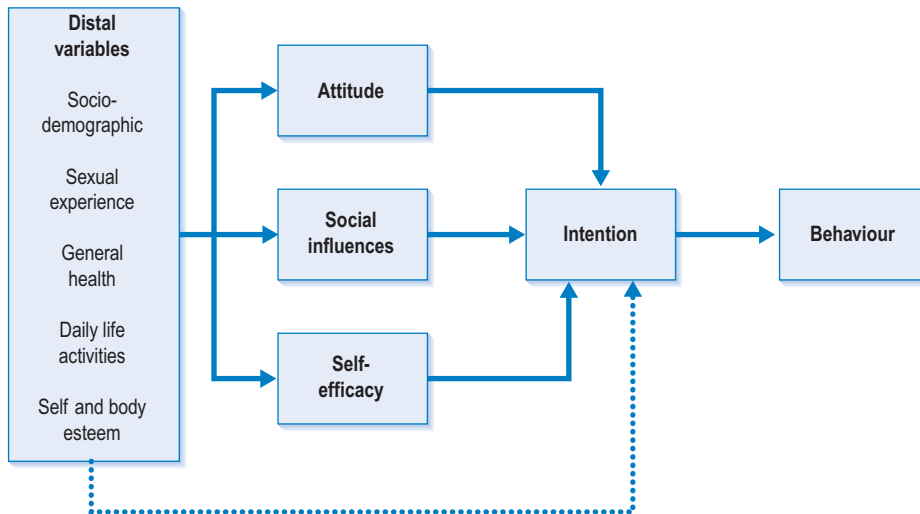 Distal
variables
Socio-
demographic
Sexual
experience
General
health
Daily life
activities
Self and body
esteem
Attitude
Social
influences
Self-
efficacy
Intention
Behaviour